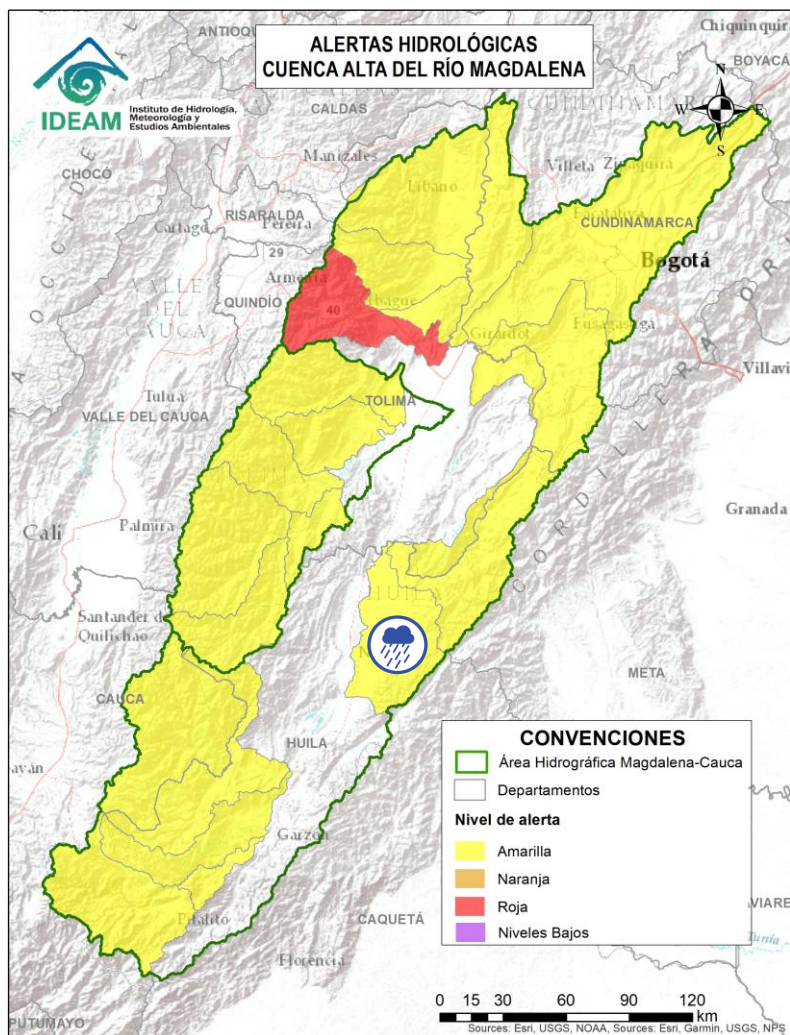 ALERTAS HIDROLÓGICAS
CUENCA ALTA DEL RÍO MAGDALENA
IDEAM
Instituto de Hidrología,
Meteorología y
Estudios Ambientales
N
W
E
S
Chiquinquirá
BOYACÁ
CALDAS
Manizales
Villeta
CHOCÓ
Líbano
RISARALDA
Pereira
Cartago
CUNDINAMARCA
29
Bogotá
Armenia
QUINDÍO
40
Ibagué
Girardot
Fusagasugá
VALLE
DEL
CAUCA
Villavi
Tuluá
TOLIMA
VALLE DEL CAUCA
Granada
CORDILLERA
Cali
Palmira
Santander de
Quilichao
META
CAUCA
HUILA
Garzón
Pitalito
CAQUETÁ
Florencia
PUTUMAYO
AVIARE
Tunía
CONVENCIONES
Área Hidrográfica Magdalena-Cauca
Departamentos
Nivel de alerta
Amarilla
Naranja
Roja
Niveles Bajos
0 15 30 60 90 120
km
Sources: Esri, USGS, NOAA, Sources: Esri, Garmin, USGS, NPS